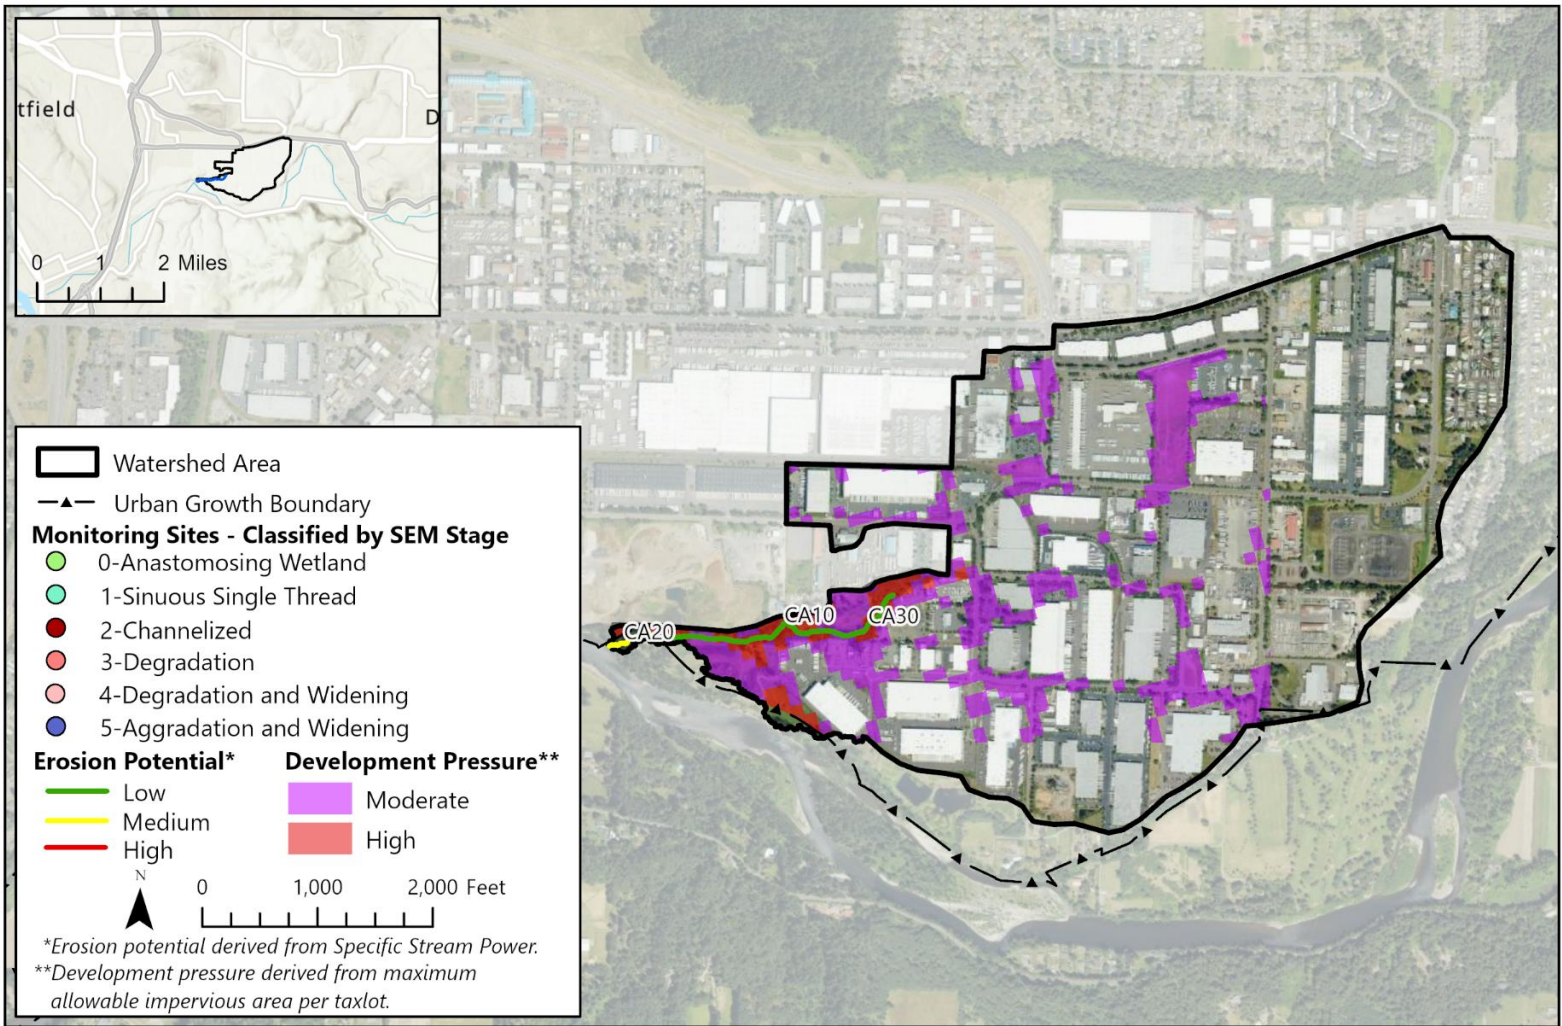 tfield
D
0 1 2 Miles
Watershed Area
Urban Growth Boundary
Monitoring Sites - Classified by SEM Stage
0-Anastomosing Wetland
1-Sinuous Single Thread
2-Channelized
3-Degradation
4-Degradation and Widening
5-Aggradation and Widening
Erosion Potential* Development Pressure**
Low Moderate
Medium
High High
N
0 1,000 2,000 Feet
*Erosion potential derived from Specific Stream Power.
**Development pressure derived from maximum
allowable impervious area per taxlot.
CA20
CA10
CA30